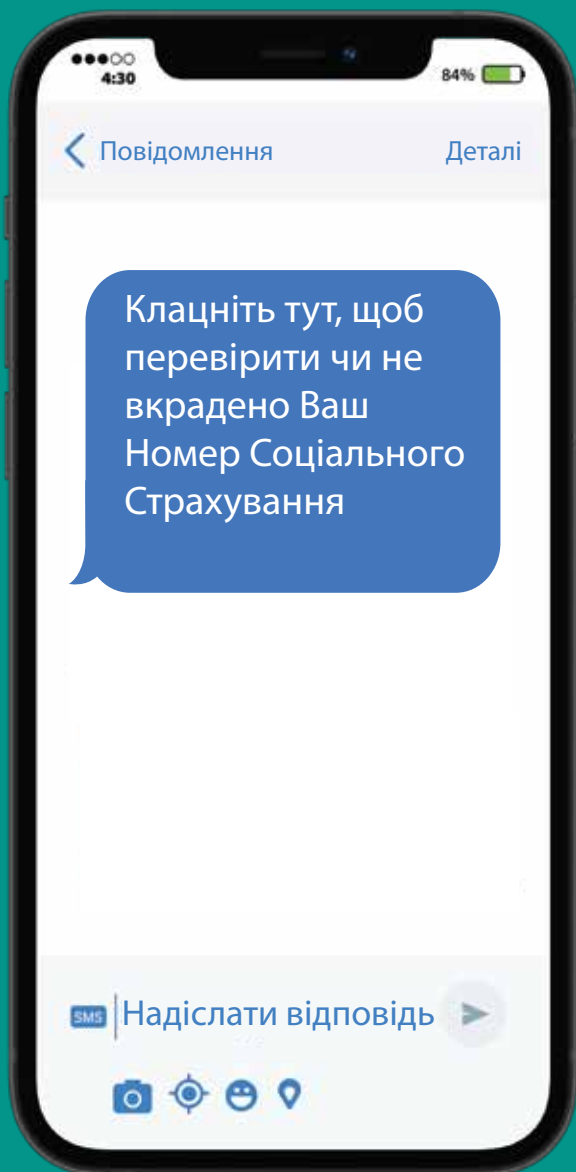 4:30
84%
Повідомлення
Деталі
Клацніть тут, щоб
перевірити чи не
вкрадено Ваш
Номер Соціального
Страхування
SMS Надіслати відповідь